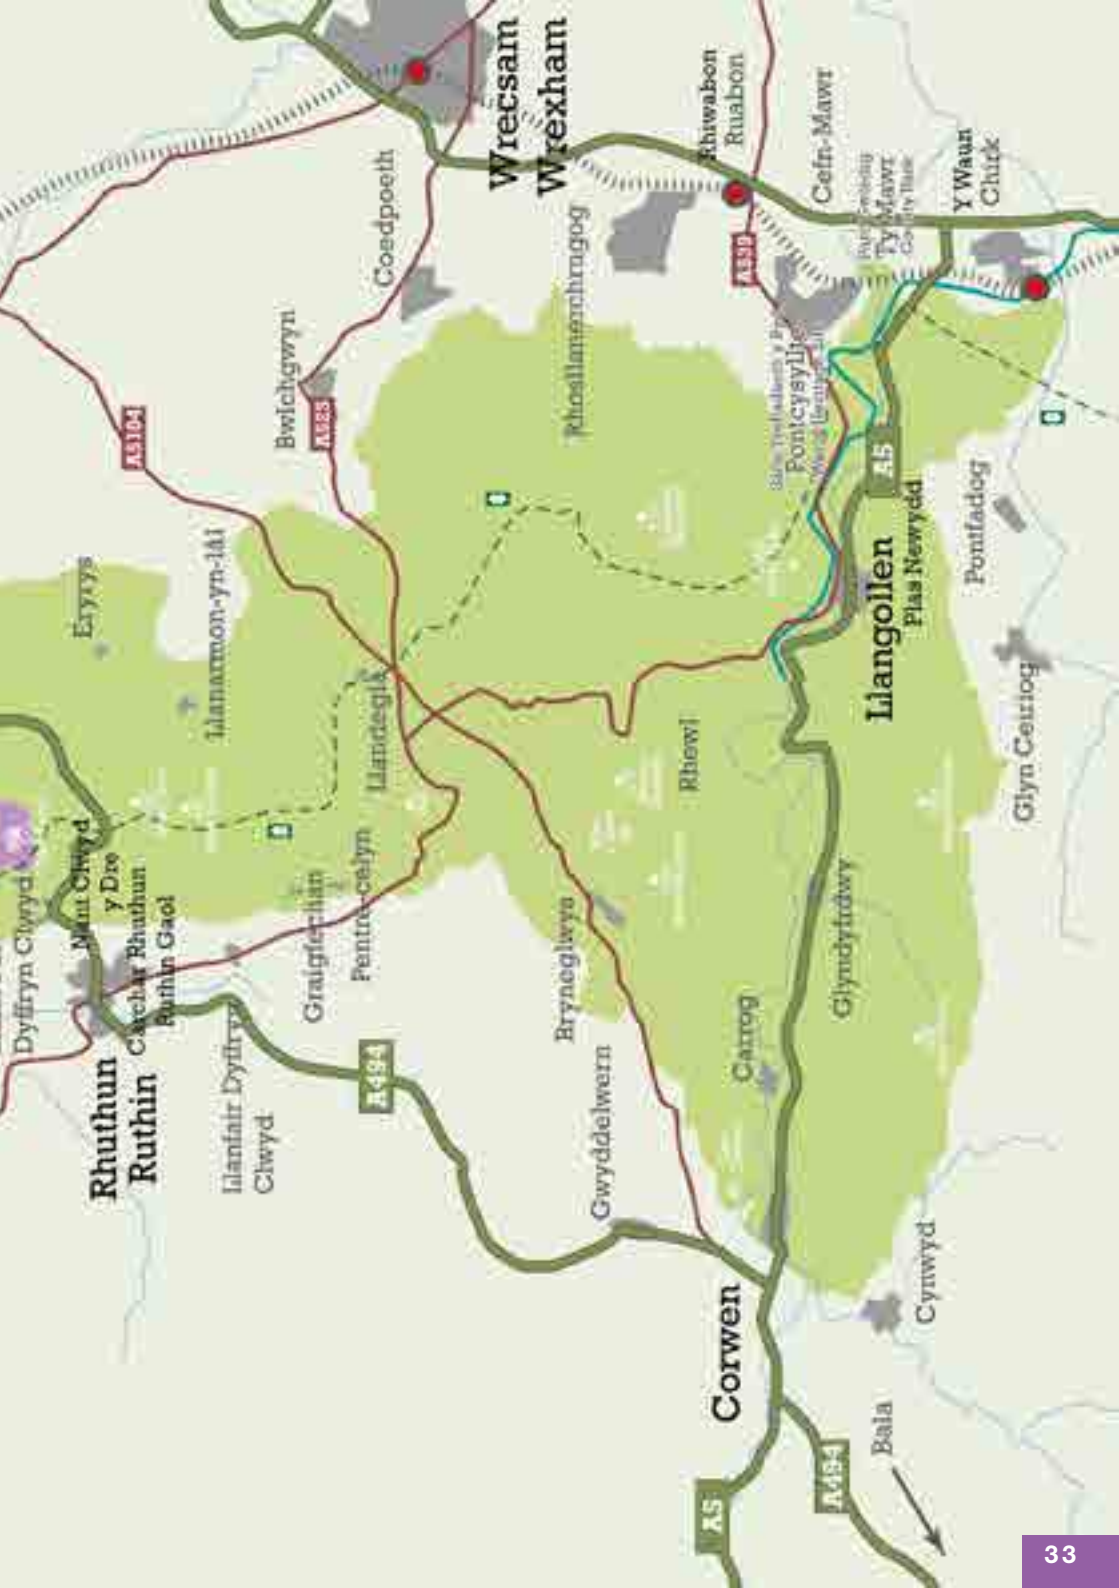 Wrecsam
Wrexham
Rhiwabon
Ruabon
Cefn-Mawr
Y Waun
Chirk
Ty Mawr
Coedpoeth
Rhosllanerchrugog
A539
Bwlchgwyn
A525
A5104
A5
Eryrys
Llanarmon-yn-Iâl
Llandegla
Pontfadog
Llangollen
Plas Newydd
Glyn Ceiriog
Rhewl
Nant Clwyd
y Dre
Dyffryn Clwyd
Carchar Rhuthun
Ruthin Gaol
Graigfechan
Pentre-celyn
Bryneglwys
Glyndyfrdwy
Carrog
Rhuthun
Ruthin
Llanfair Dyffryn
Clwyd
A494
Gwyddelwern
Corwen
Cynwyd
Bala
A5
A494
33